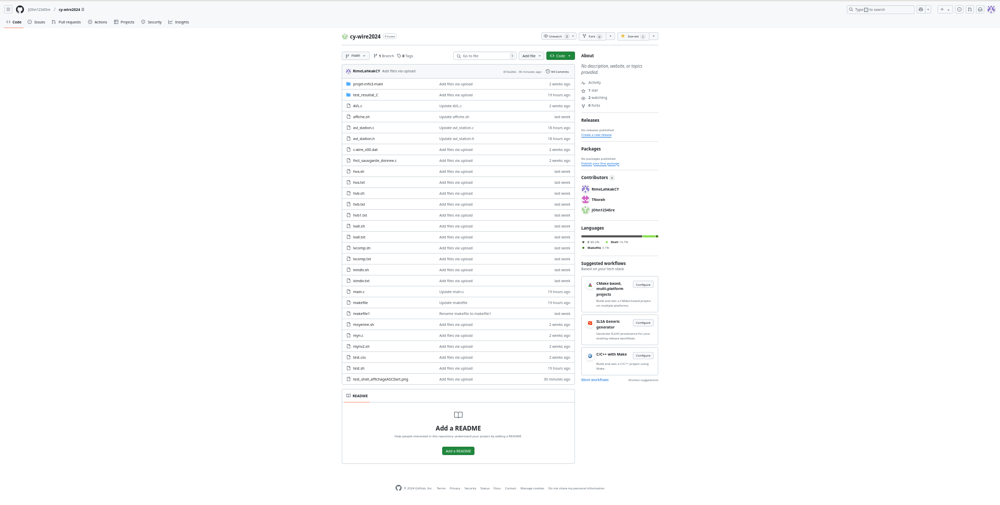 JOhn12345re / cy-wire2024
Type / to search
Code Issues Pull requests Actions Projects Security Insights
cy-wire2024 Private
Unwatch 2 Fork 0 Starred 1
main 1 Branch 0 Tags Go to file t Add file Code
RimeLahkakCY Add files via upload 810e2bb · 30 minutes ago 94 Commits
projet-info3-main Add files via upload 2 weeks ago
test_resultat_C Add files via upload 19 hours ago
AVL.c Update AVL.c 2 weeks ago
affiche.sh Update affiche.sh last week
avl_station.c Update avl_station.c 18 hours ago
avl_station.h Update avl_station.h 18 hours ago
c-wire_v00.dat Add files via upload 2 weeks ago
fnct_sauvgarde_donnee.c Add files via upload 2 weeks ago
hva.sh Add files via upload last week
hva.txt Add files via upload last week
hvb.sh Add files via upload last week
hvb.txt Add files via upload last week
hvb1.txt Add files via upload last week
lvall.sh Add files via upload last week
lvall.txt Add files via upload last week
lvcomp.sh Add files via upload last week
lvcomp.txt Add files via upload last week
lvindiv.sh Add files via upload last week
lvindiv.txt Add files via upload last week
main.c Update main.c 19 hours ago
makefile Update makefile 19 hours ago
makefile1 Rename makefile to makefile1 last week
moyenne.sh Add files via upload 2 weeks ago
myn.c Add files via upload 2 weeks ago
mynv2.sh Add files via upload 2 weeks ago
test.csv Add files via upload 2 weeks ago
test.sh Add files via upload 19 hours ago
test_shell_affichageASCIIart.png Add files via upload 30 minutes ago
README
Add a README
Help people interested in this repository understand your project by adding a README.
Add a README
About
No description, website, or topics
provided.
Activity
1 star
2 watching
0 forks
Releases
No releases published
Create a new release
Packages
No packages published
Publish your first package
Contributors 3
RimeLahkakCY
TNorah
JOhn12345re
Languages
C 80.2% Shell 16.7%
Makefile 3.1%
Suggested workflows
Based on your tech stack
CMake based,
multi-platform
projects
Configure
Build and test a CMake based project
on multiple platforms.
SLSA Generic
generator
Configure
Generate SLSA3 provenance for your
existing release workflows
C/C++ with Make
Configure
Build and test a C/C++ project using
Make.
More workflows Dismiss suggestions
© 2024 GitHub, Inc. Terms Privacy Security Status Docs Contact Manage cookies Do not share my personal information